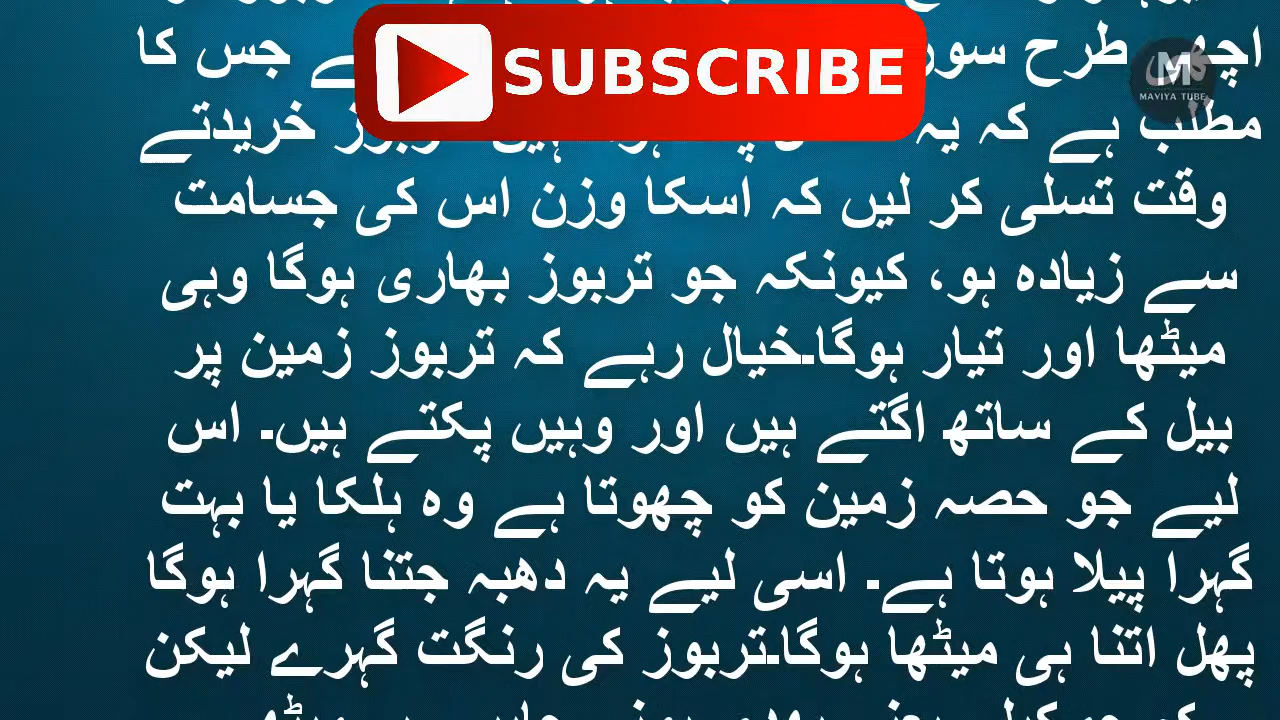 اچھی طرح سور
جس کا
SUBSCRIBE
M
MAVIYA TUBE
مطلب ہے کہ یہ
خریدتے
وقت تسلی کر لیں کہ اسکا وزن اس کی جسامت
سے زیادہ ہو، کیونکہ جو تربوز بھاری ہوگا وہی
میٹھا اور تیار ہوگا۔خیال رہے کہ تربوز زمین پر
بیل کے ساتھ اگتے ہیں اور وہیں پکتے ہیں۔ اس
لیے جو حصہ زمین کو چھوتا ہے وہ ہلکا یا بہت
گہرا پیلا ہوتا ہے۔ اسی لیے یہ دھبہ جتنا گہرا ہوگا
پھل اتنا ہی میٹھا ہوگا۔تربوز کی رنگت گہرے لیکن